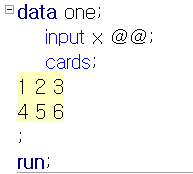 data one;
input x @@;
cards;
1 2 3
4 5 6
;
run;